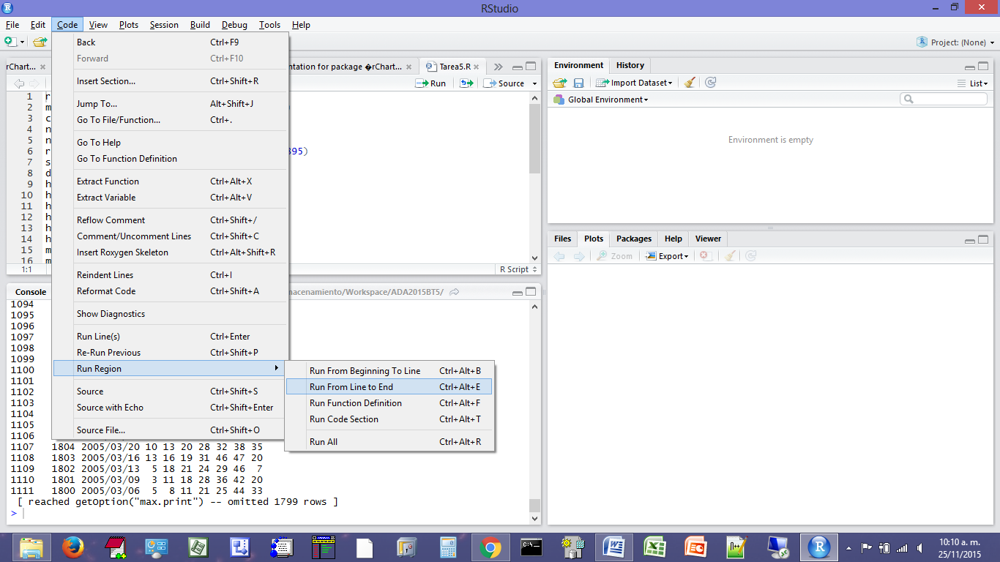 RStudio
File Edit Code View Plots Session Build Debug Tools Help
Project: (None)
Back Ctrl+F9
Forward Ctrl+F10
Insert Section... Ctrl+Shift+R
Jump To... Alt+Shift+J
Go To File/Function... Ctrl+.
Go To Help
Go To Function Definition
Extract Function Ctrl+Alt+X
Extract Variable Ctrl+Alt+V
Reflow Comment Ctrl+Shift+/
Comment/Uncomment Lines Ctrl+Shift+C
Insert Roxygen Skeleton Ctrl+Alt+Shift+R
Reindent Lines Ctrl+I
Reformat Code Ctrl+Shift+A
Show Diagnostics
Run Line(s) Ctrl+Enter
Re-Run Previous Ctrl+Shift+P
Run Region
Source Ctrl+Shift+S
Source with Echo Ctrl+Shift+Enter
Source File... Ctrl+Shift+O
Run From Beginning To Line Ctrl+Alt+B
Run From Line to End Ctrl+Alt+E
Run Function Definition Ctrl+Alt+F
Run Code Section Ctrl+Alt+T
Run All Ctrl+Alt+R
rChart... ntation for package �rChart... Tarea5.R
Run Source
1 r
2 m
3 c
4 n
5 n
6 r 395)
7 s
8 d
9 h
10 h
11 h
12 h
13 h
14 h
15 m
16 m
1:1 R Script
Console macenamiento/Workspace/ADA2015BT5/
1094
1095
1096
1097
1098
1099
1100
1101
1102
1103
1104
1105
1106
1107 1804 2005/03/20 10 13 20 28 32 38 35
1108 1803 2005/03/16 13 16 19 31 46 47 20
1109 1802 2005/03/13 5 18 21 24 29 46 7
1110 1801 2005/03/09 3 11 18 28 36 42 20
1111 1800 2005/03/06 5 8 11 21 25 44 33
[ reached getOption("max.print") -- omitted 1799 rows ]
>
Environment History
Import Dataset List
Global Environment
Environment is empty
Files Plots Packages Help Viewer
Zoom Export
10:10 a. m.
25/11/2015